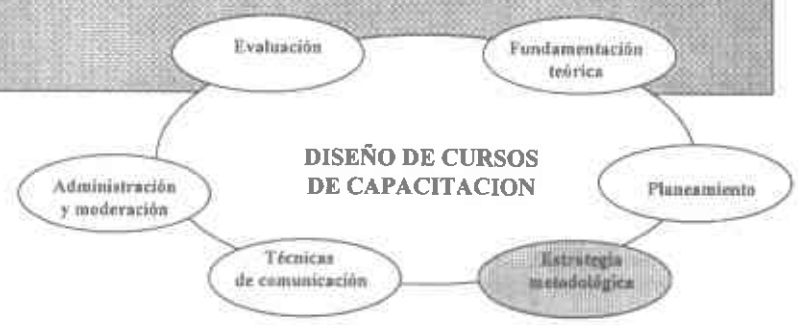 Evaluación
Fundamentación
teórica
DISEÑO DE CURSOS
DE CAPACITACION
Administración
y moderación
Planeamiento
Técnicas
de comunicación
Estrategia
metodológica